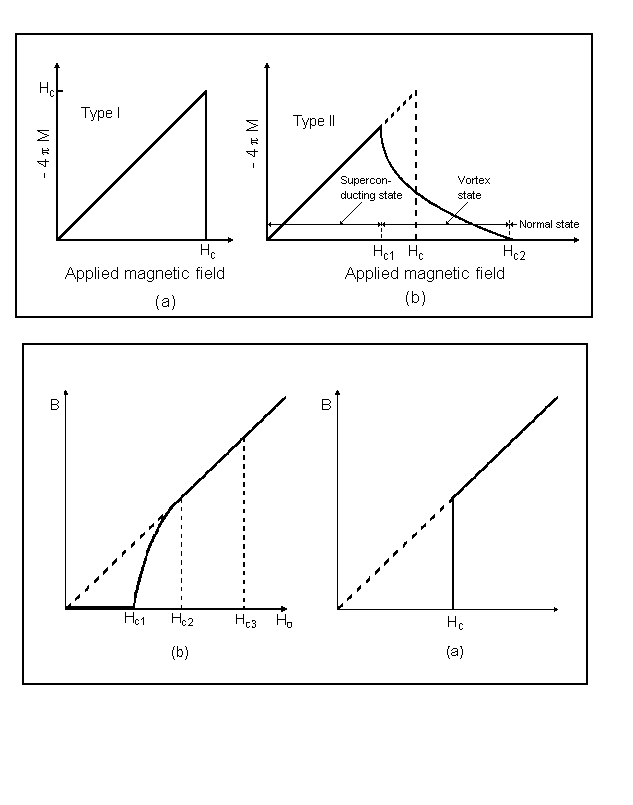 Type I
Hc
- 4 π M
Hc
Applied magnetic field
(a)
Type II
- 4 π M
Supercon-
ducting state
Vortex
state
Normal state
Hc1 Hc Hc2
Applied magnetic field
(b)
B
Hc1 Hc2 Hc3 Ho
(b)
B
Hc
(a)